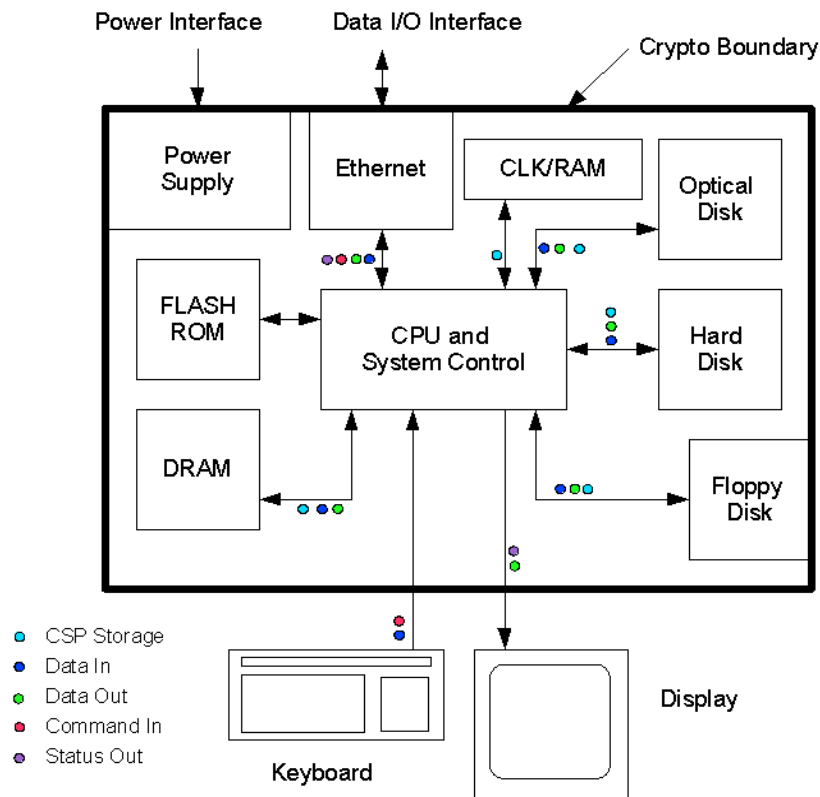 Power Interface
Data I/O Interface
Crypto Boundary
Power
Supply
Ethernet
CLK/RAM
Optical
Disk
FLASH
ROM
CPU and
System Control
Hard
Disk
DRAM
Floppy
Disk
CSP Storage
Data In
Data Out
Command In
Status Out
Keyboard
Display